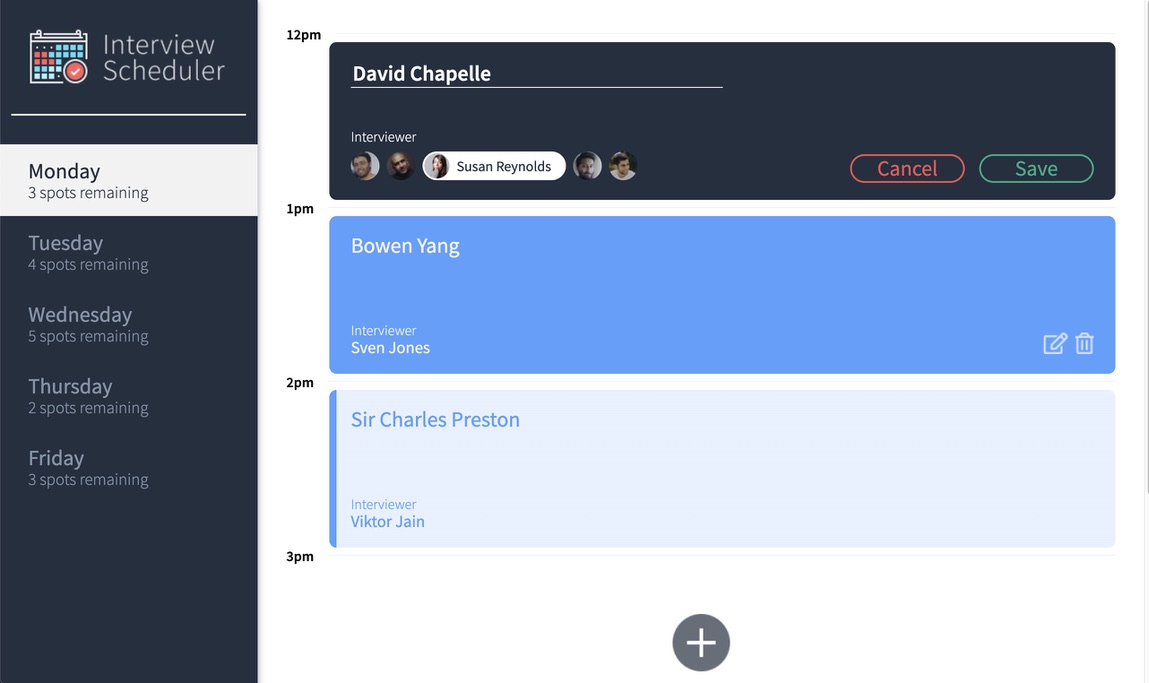 Interview
Scheduler
Monday
3 spots remaining
Tuesday
4 spots remaining
Wednesday
5 spots remaining
Thursday
2 spots remaining
Friday
3 spots remaining
12pm
David Chapelle
Interviewer
Susan Reynolds
Cancel
Save
1pm
Bowen Yang
Interviewer
Sven Jones
2pm
Sir Charles Preston
Interviewer
Viktor Jain
3pm